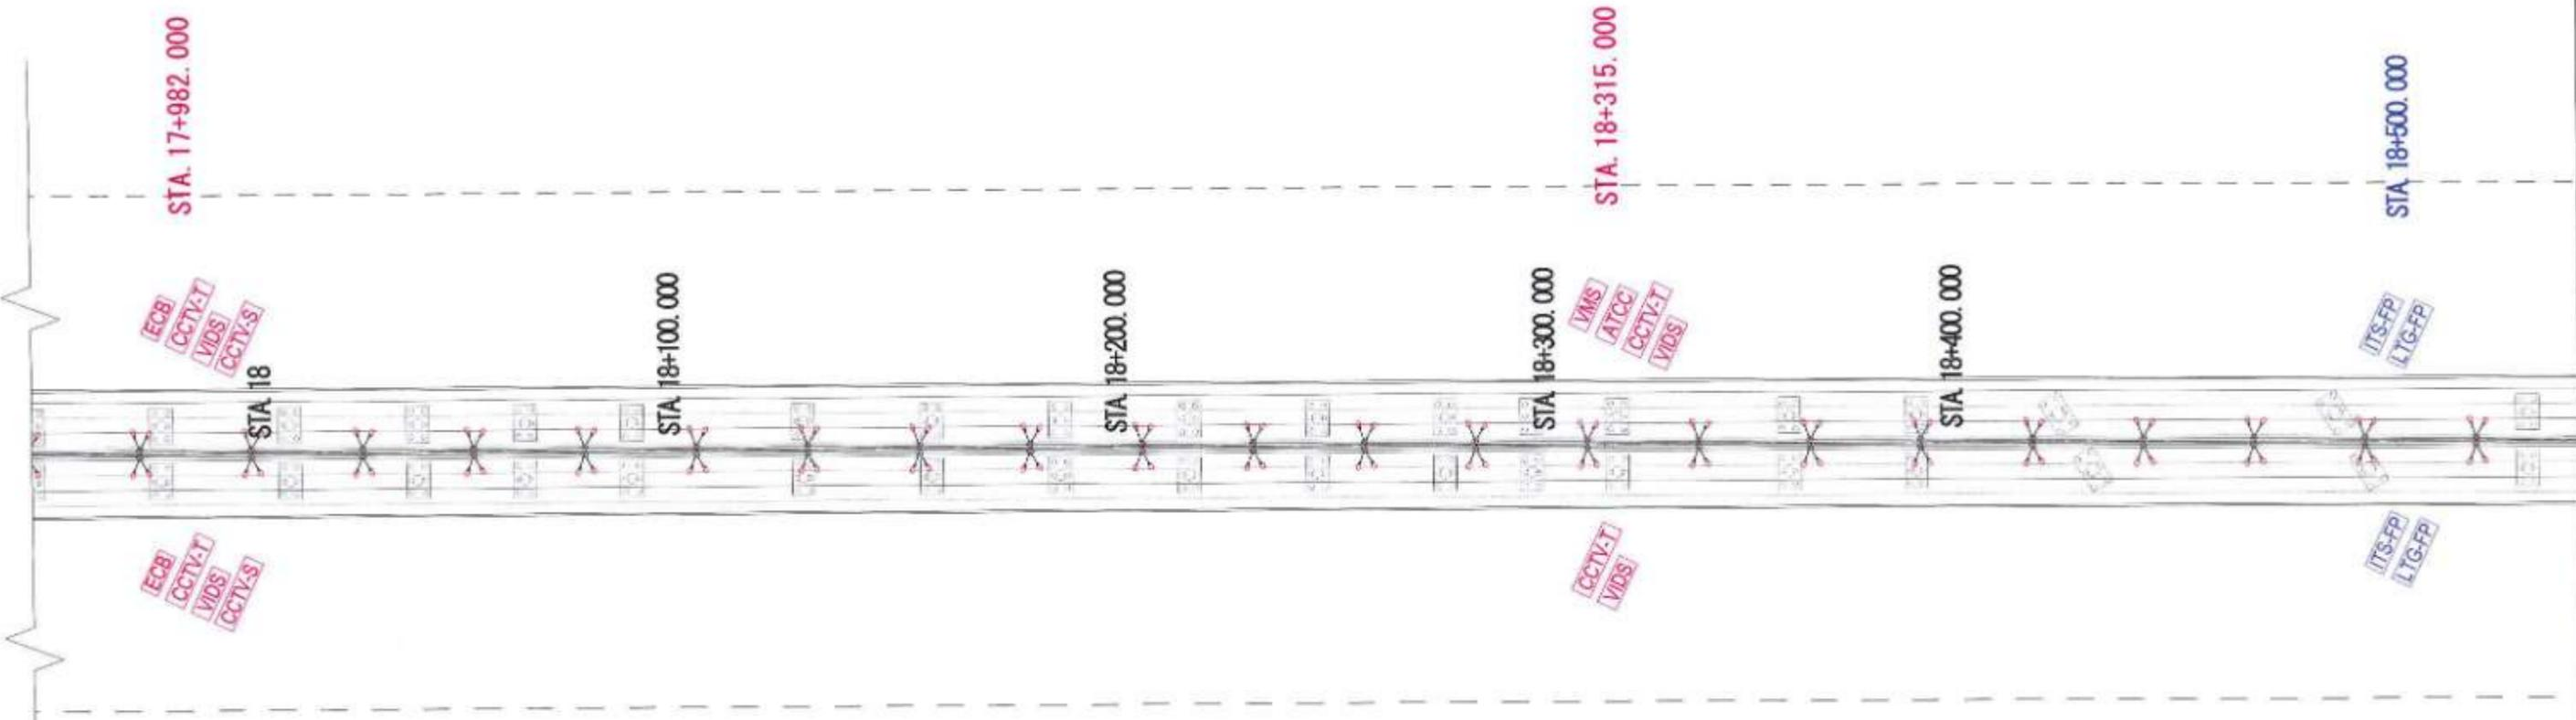 STA. 17+982. 000
STA. 18+315. 000
STA. 18+500. 000
ECB
CCTV-T
VIDS
CCTV-S
STA. 18
STA. 18+100. 000
STA. 18+200. 000
STA. 18+300. 000
VMS
ATCC
CCTV-T
VIDS
STA. 18+400. 000
ITS-FP
LTG-FP
ECB
CCTV-T
VIDS
CCTV-S
CCTV-T
VIDS
ITS-FP
LTG-FP